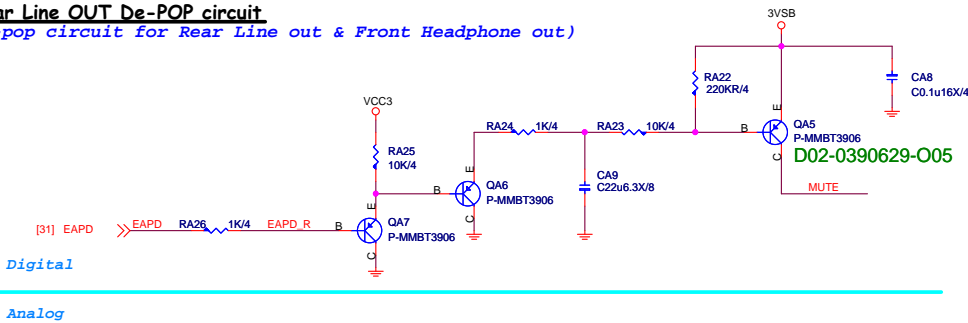 ar Line OUT De-POP circuit
pop circuit for Rear Line out & Front Headphone out)
3VSB
RA22
220KR/4
CA8
C0.1u16X/4
VCC3
RA24 1K/4
RA23 10K/4
E
B
QA5
P-MMBT3906
C
D02-0390629-O05
RA25
10K/4
E
B
QA6
P-MMBT3906
C
CA9
C22u6.3X/8
MUTE
[31] EAPD
EAPD
RA26 1K/4
EAPD_R
E
B
QA7
P-MMBT3906
C
Digital
Analog